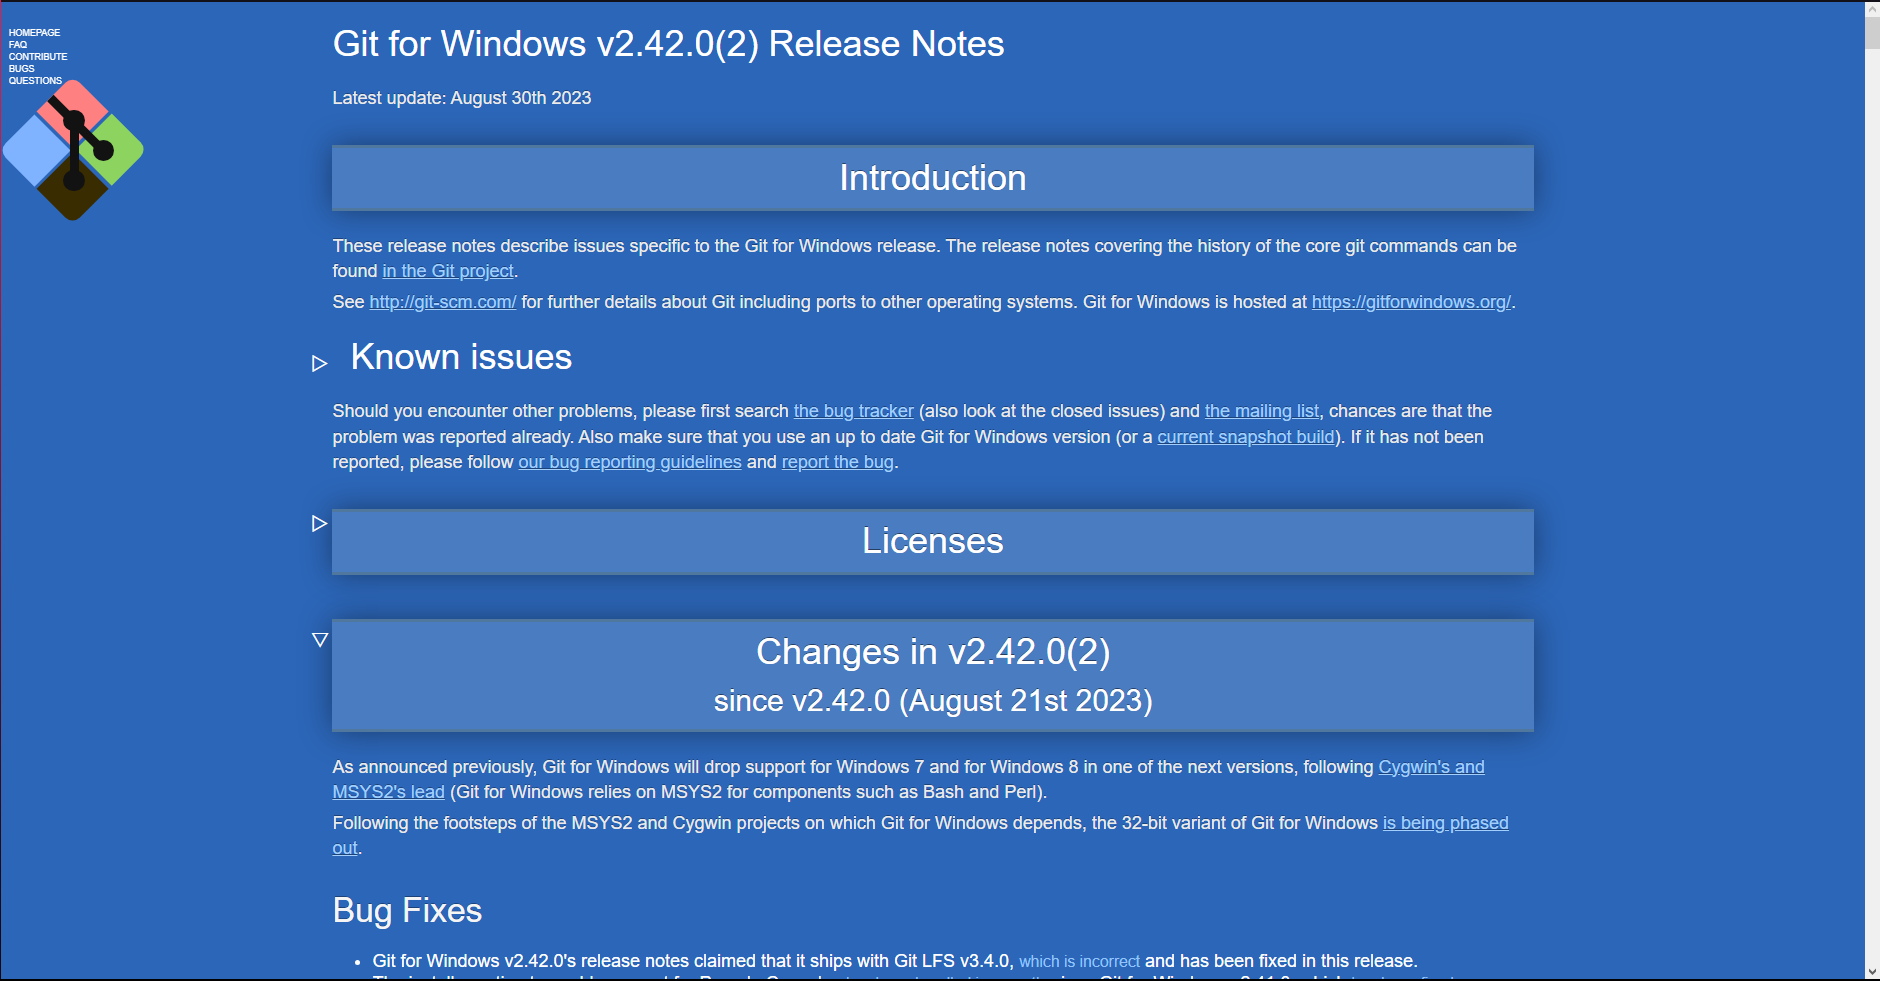 HOMEPAGE
FAQ
CONTRIBUTE
BUGS
QUESTIONS
Git for Windows v2.42.0(2) Release Notes
Latest update: August 30th 2023
Introduction
These release notes describe issues specific to the Git for Windows release. The release notes covering the history of the core git commands can be
found in the Git project.
See http://git-scm.com/ for further details about Git including ports to other operating systems. Git for Windows is hosted at https://gitforwindows.org/.
Known issues
Should you encounter other problems, please first search the bug tracker (also look at the closed issues) and the mailing list, chances are that the
problem was reported already. Also make sure that you use an up to date Git for Windows version (or a current snapshot build). If it has not been
reported, please follow our bug reporting guidelines and report the bug.
Licenses
Changes in v2.42.0(2)
since v2.42.0 (August 21st 2023)
As announced previously, Git for Windows will drop support for Windows 7 and for Windows 8 in one of the next versions, following Cygwin's and
MSYS2's lead (Git for Windows relies on MSYS2 for components such as Bash and Perl).
Following the footsteps of the MSYS2 and Cygwin projects on which Git for Windows depends, the 32-bit variant of Git for Windows is being phased
out.
Bug Fixes
Git for Windows v2.42.0's release notes claimed that it ships with Git LFS v3.4.0, which is incorrect and has been fixed in this release.